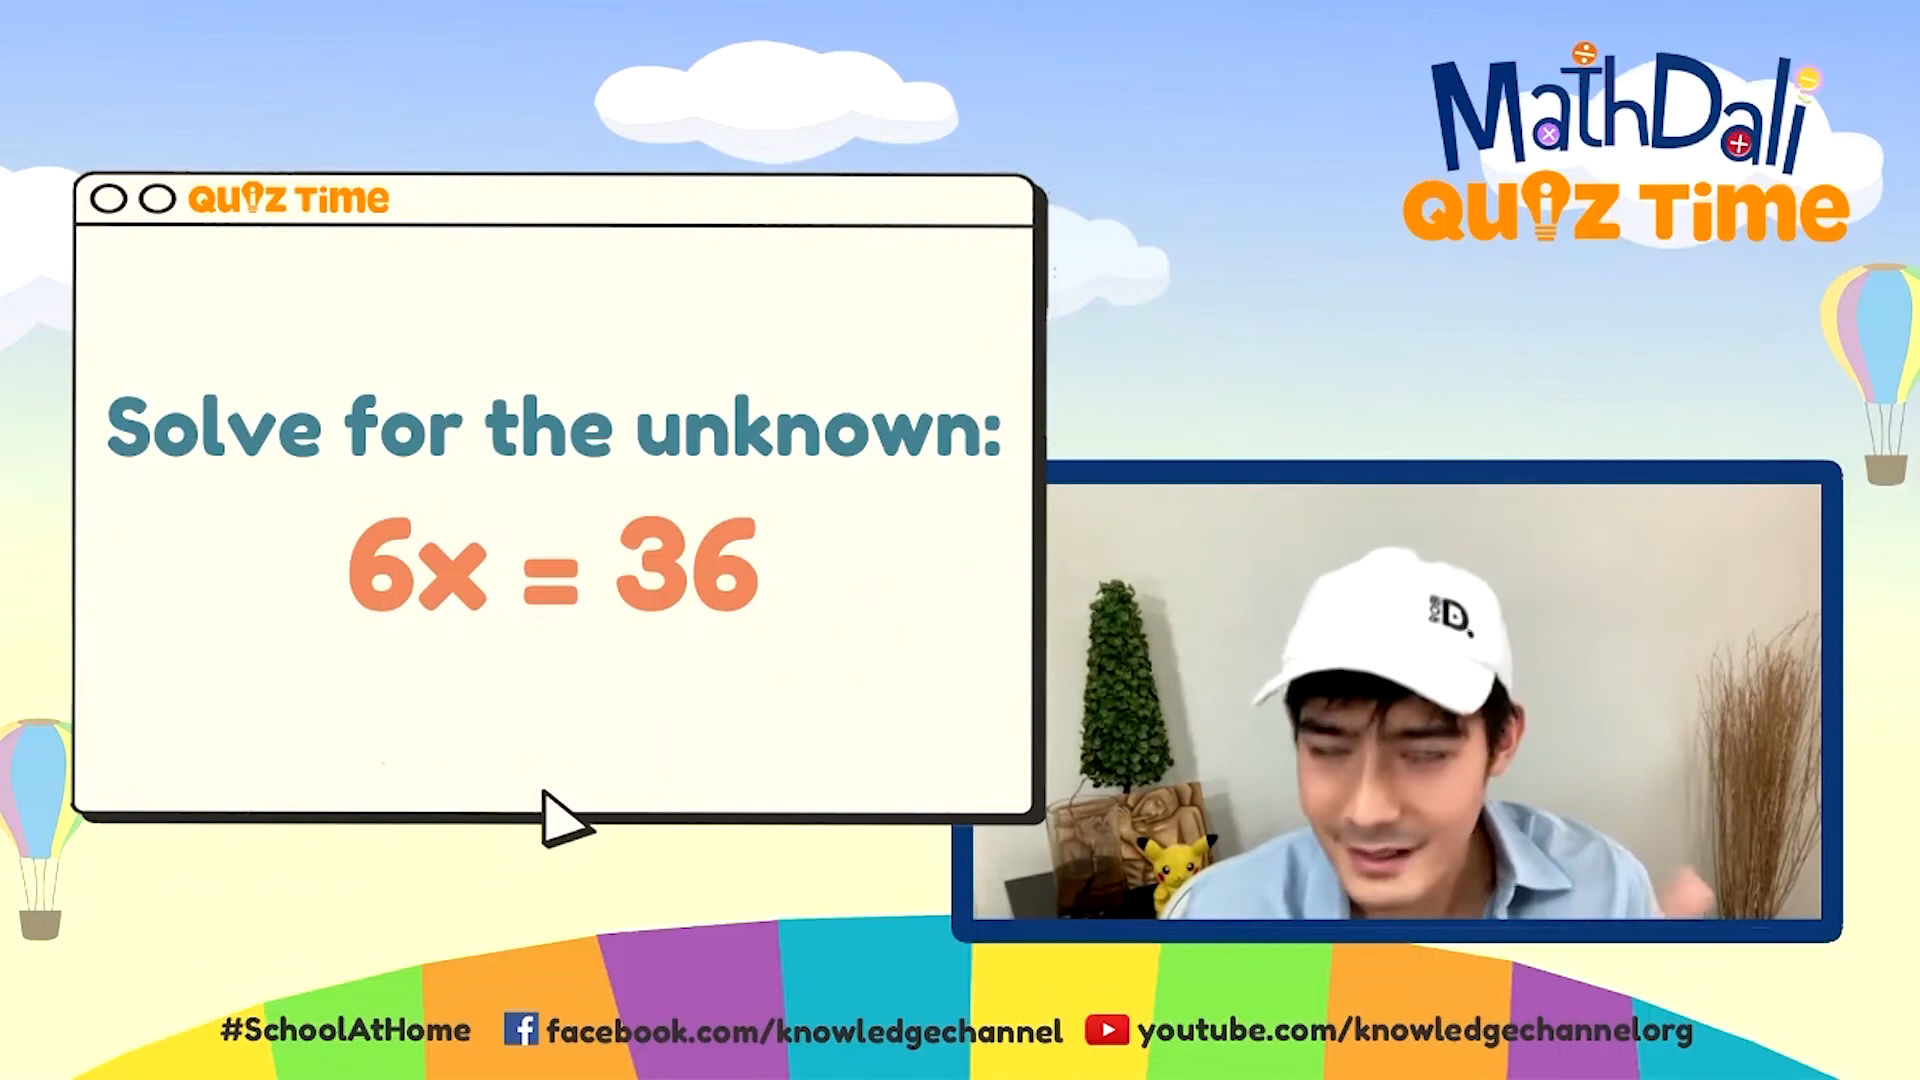 MathDali
QUIZ TIME
QUIZ TIME
Solve for the unknown:
6x = 36
D.
#SchoolAtHome
facebook.com/knowledgechannel
youtube.com/knowledgechannelorg